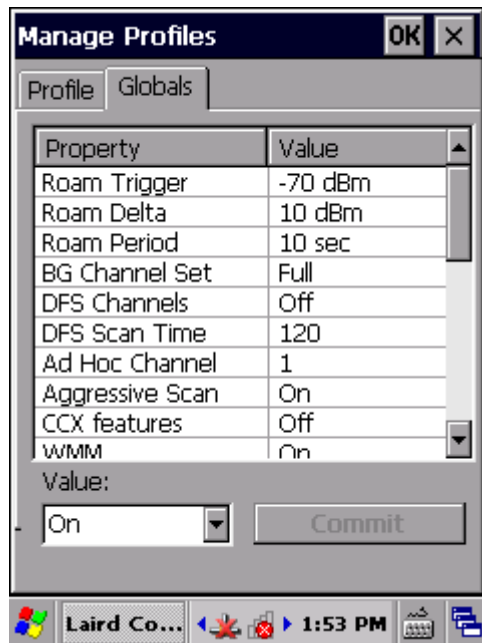 Manage Profiles OK ×
Profile Globals
Property Value
Roam Trigger -70 dBm
Roam Delta 10 dBm
Roam Period 10 sec
BG Channel Set Full
DFS Channels Off
DFS Scan Time 120
Ad Hoc Channel 1
Aggressive Scan On
CCX features Off
WMM On
Value:
On Commit
Laird Co... 1:53 PM